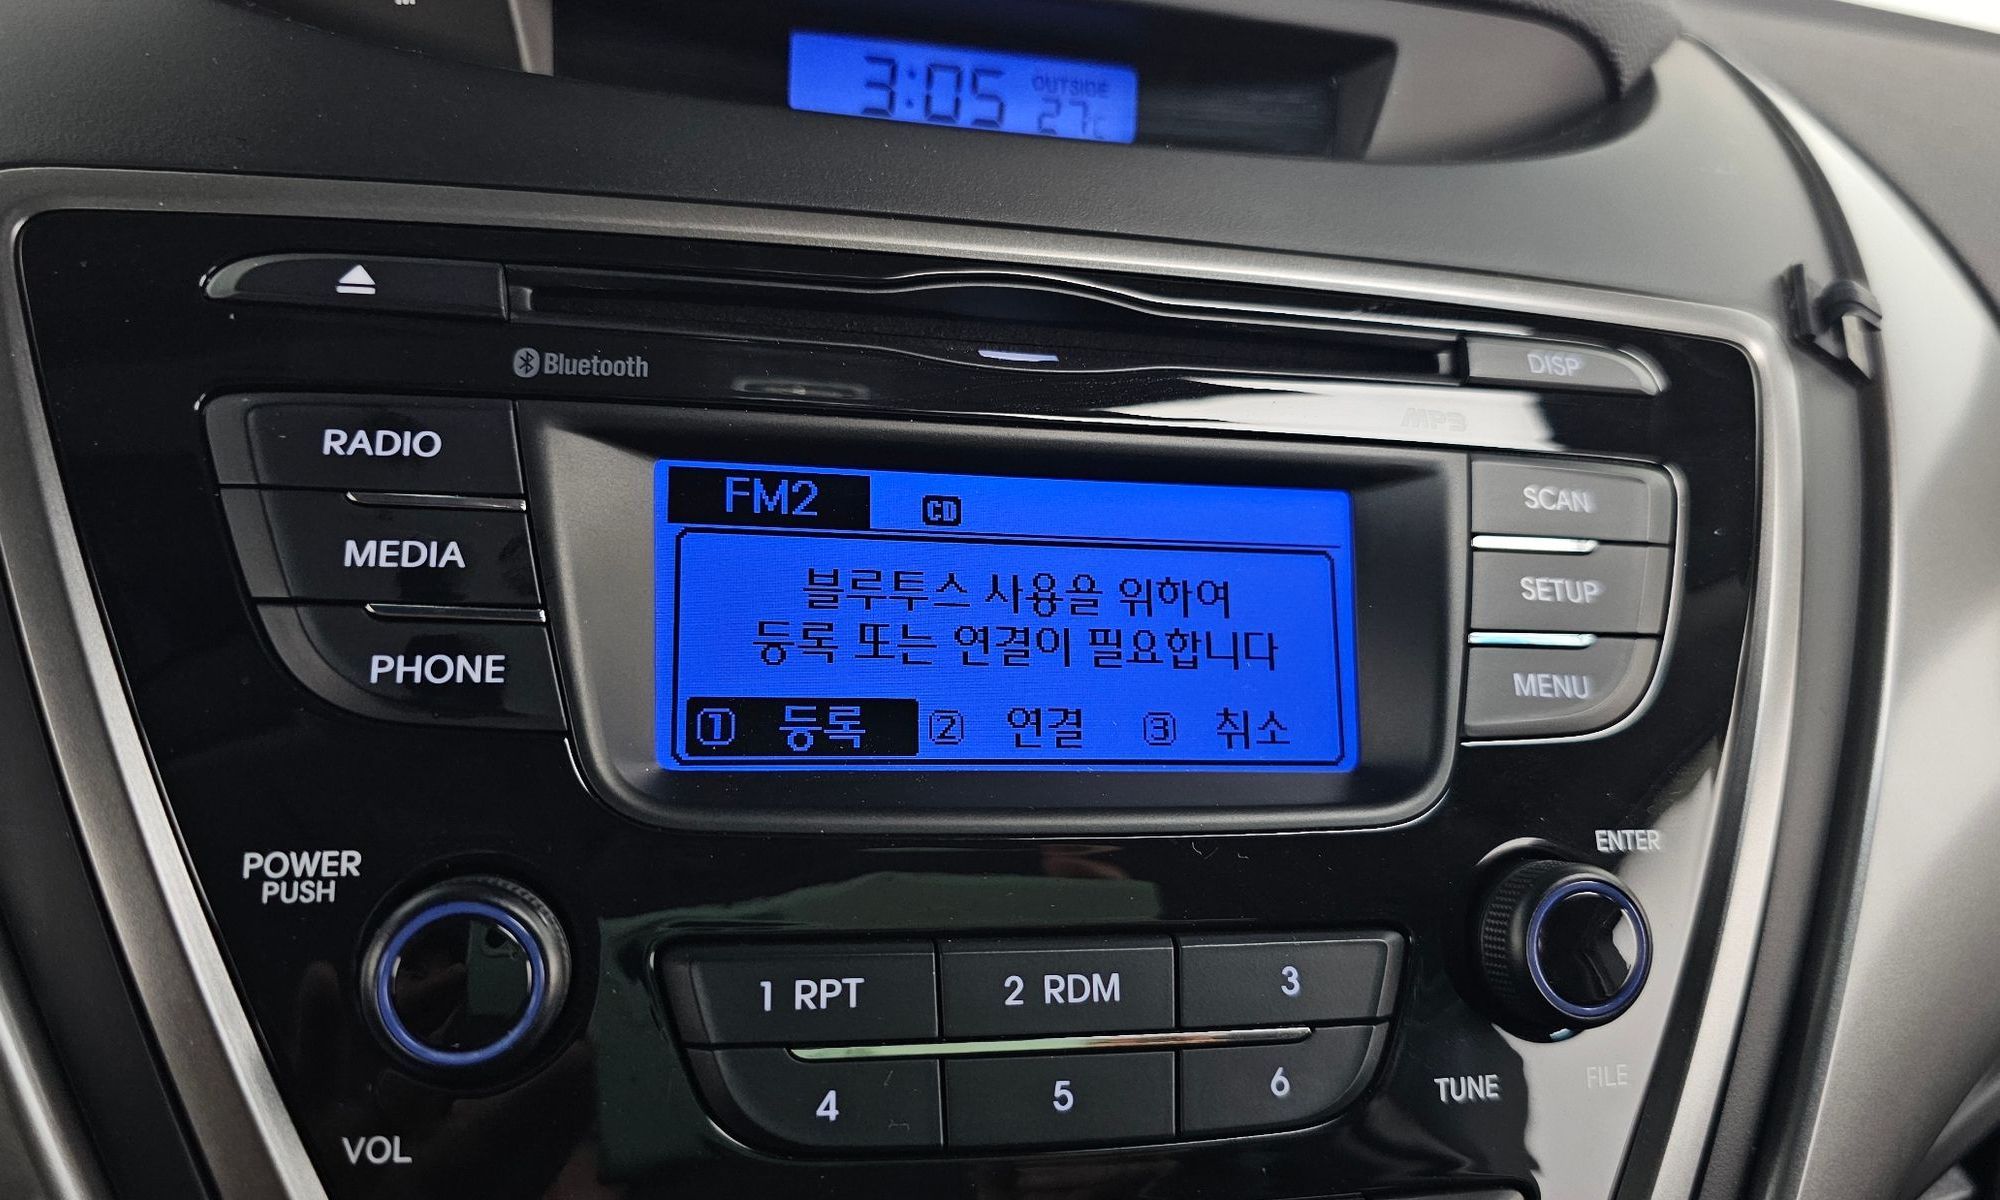 3:05 OUTSIDE
27°C
Bluetooth
DISP
MP3
RADIO
MEDIA
PHONE
FM2 CD
블루투스 사용을 위하여
등록 또는 연결이 필요합니다
① 등록 ② 연결 ③ 취소
SCAN
SETUP
MENU
POWER
PUSH
VOL
1 RPT
2 RDM
3
4
5
6
ENTER
TUNE
FILE